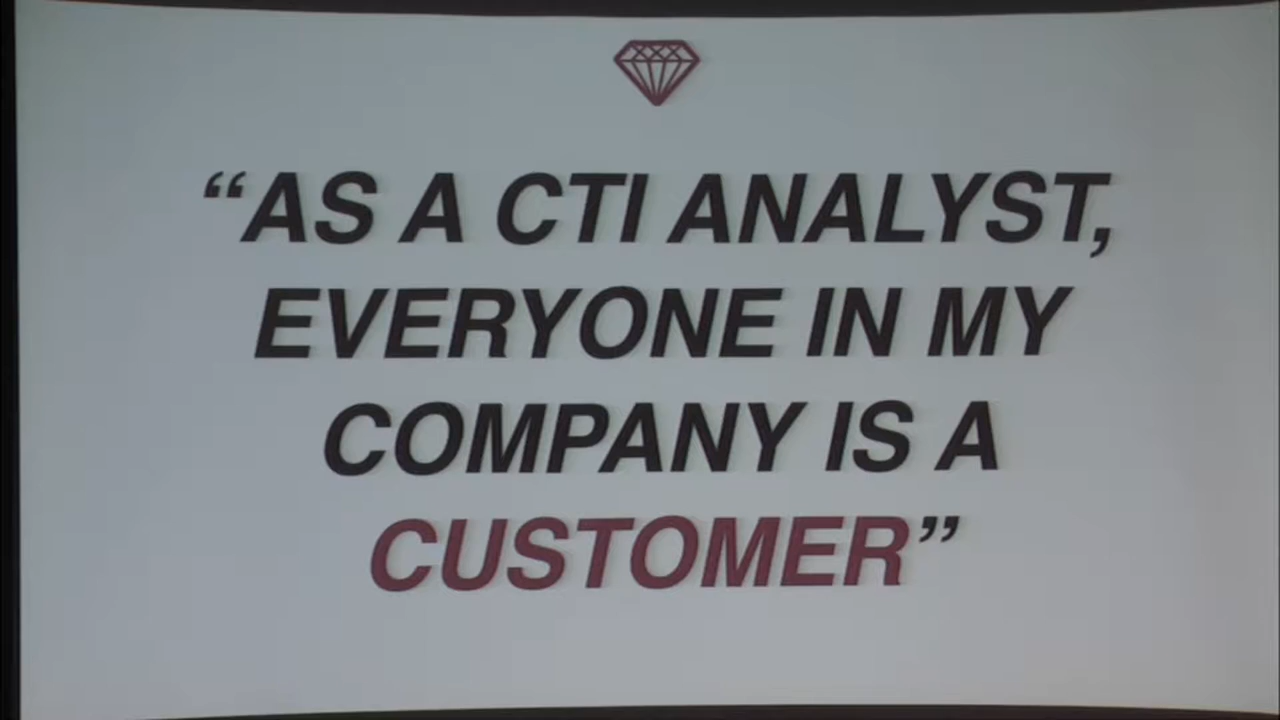 “AS A CTI ANALYST,
EVERYONE IN MY
COMPANY IS A
CUSTOMER”